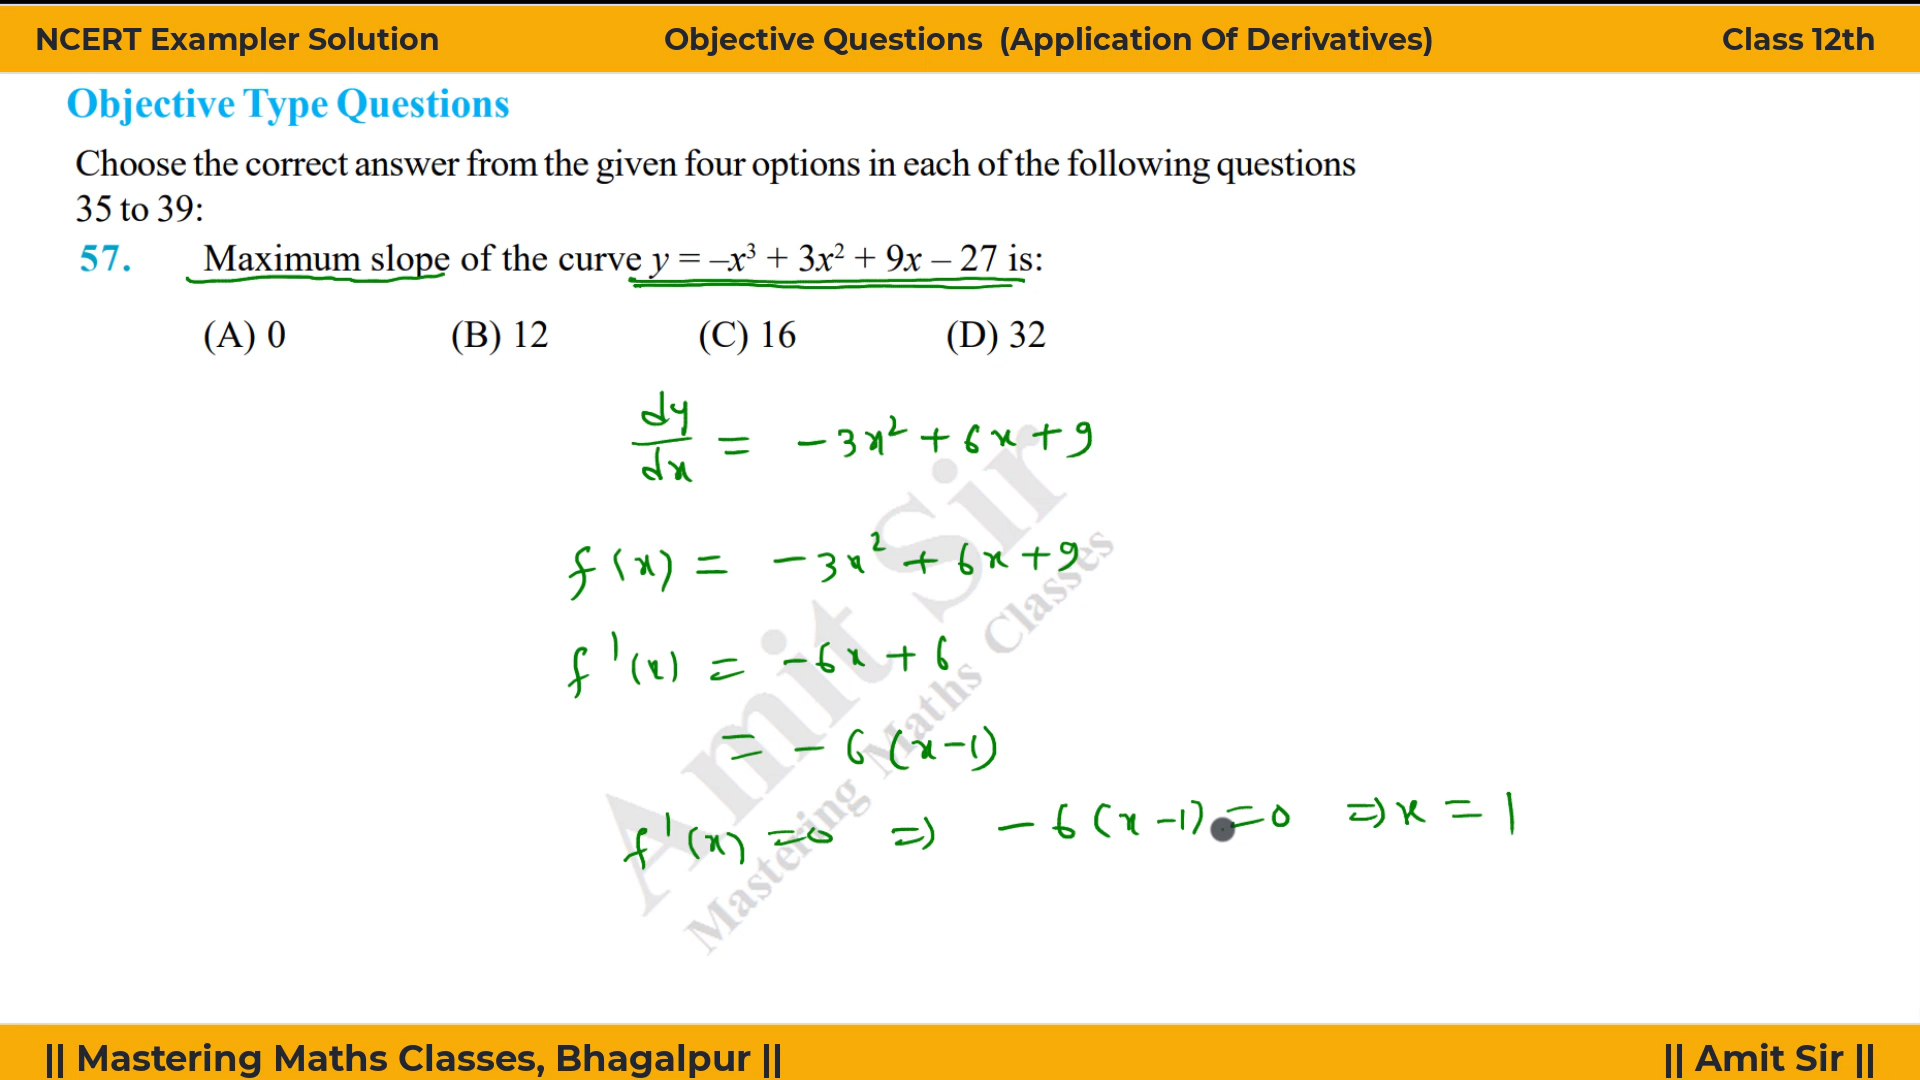 NCERT Exampler Solution Objective Questions (Application Of Derivatives) Class 12th
Objective Type Questions
Choose the correct answer from the given four options in each of the following questions
35 to 39:
57. Maximum slope of the curve y = –x³ + 3x² + 9x – 27 is:
(A) 0 (B) 12 (C) 16 (D) 32
dy/dx = -3x² + 6x + 9
f(x) = -3x² + 6x + 9
f'(x) = -6x + 6
= -6(x-1)
f'(x) = 0 ⇒ -6(x-1) = 0 ⇒ x = 1
Amit Sir
Mastering Maths Classes
|| Mastering Maths Classes, Bhagalpur || || Amit Sir ||